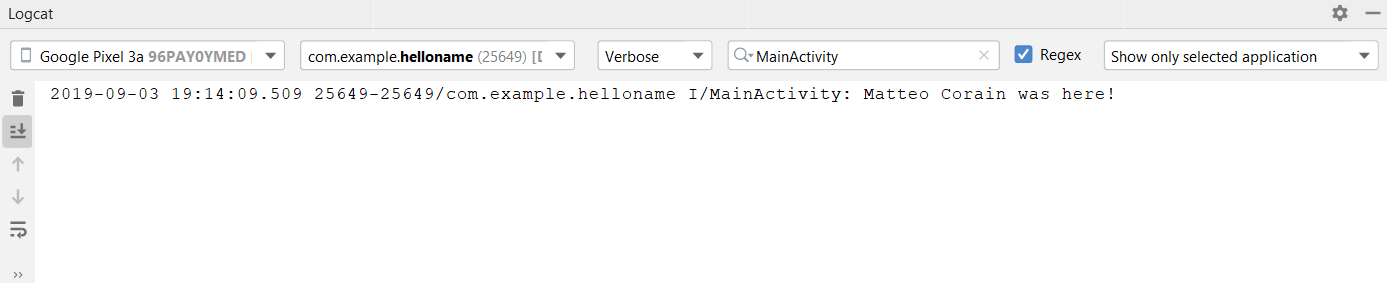 Logcat
Google Pixel 3a 96PAY0YMED com.example.helloname (25649) [D Verbose MainActivity Regex Show only selected application
2019-09-03 19:14:09.509 25649-25649/com.example.helloname I/MainActivity: Matteo Corain was here!